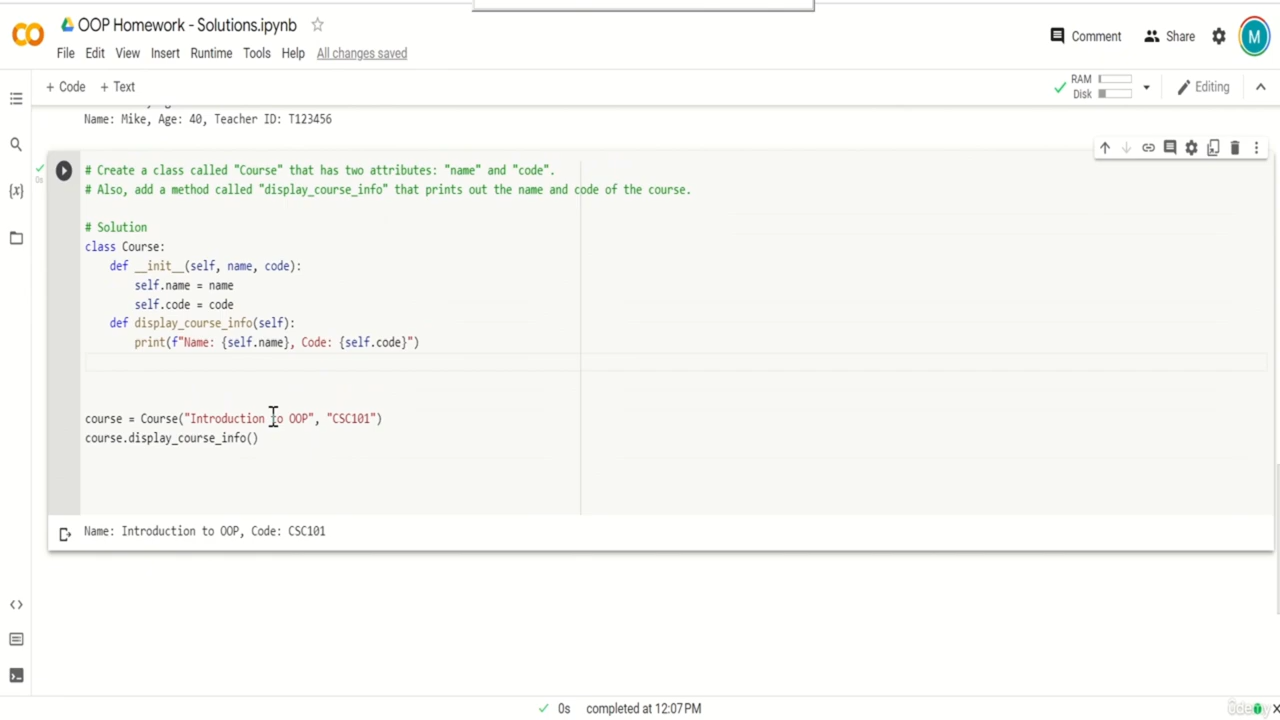 OOP Homework - Solutions.ipynb
File Edit View Insert Runtime Tools Help All changes saved
Comment Share M
+ Code + Text
RAM
Disk
Editing
Name: Mike, Age: 40, Teacher ID: T123456
0s
# Create a class called "Course" that has two attributes: "name" and "code".
# Also, add a method called "display_course_info" that prints out the name and code of the course.
# Solution
class Course:
def __init__(self, name, code):
self.name = name
self.code = code
def display_course_info(self):
print(f"Name: {self.name}, Code: {self.code}")
course = Course("Introduction to OOP", "CSC101")
course.display_course_info()
Name: Introduction to OOP, Code: CSC101
0s completed at 12:07 PM